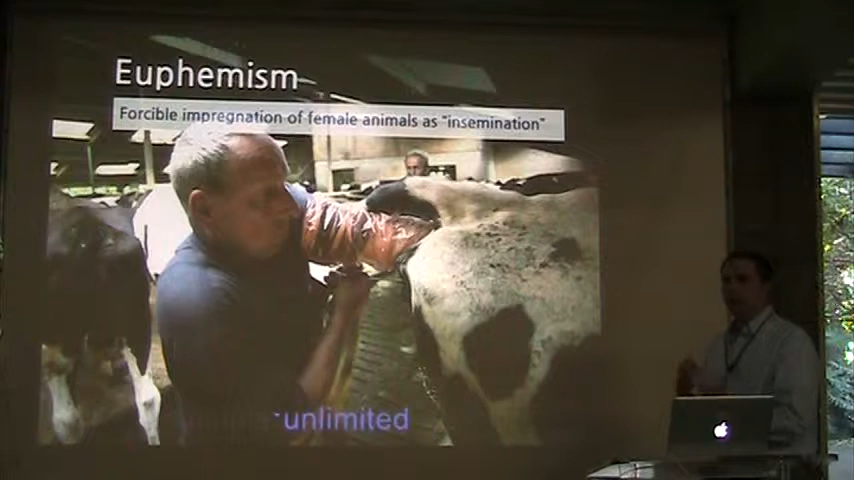 Euphemism
Forcible impregnation of female animals as "insemination"
unlimited